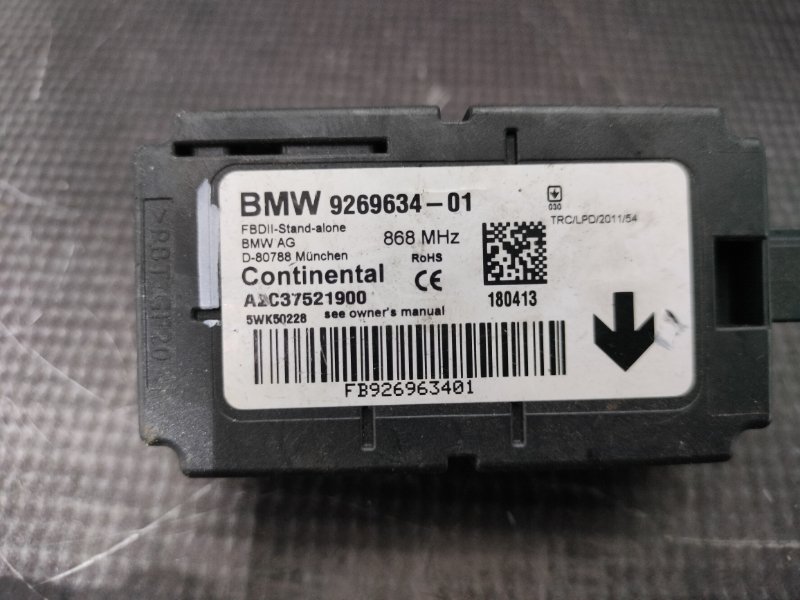 BMW 9269634-01
FBDII-Stand-alone
BMW AG
D-80788 München
868 MHz
030
TRC/LPD/2011/54
Continental
RoHS
CE
A2C37521900
180413
5WK50228
see owner's manual
FB926963401